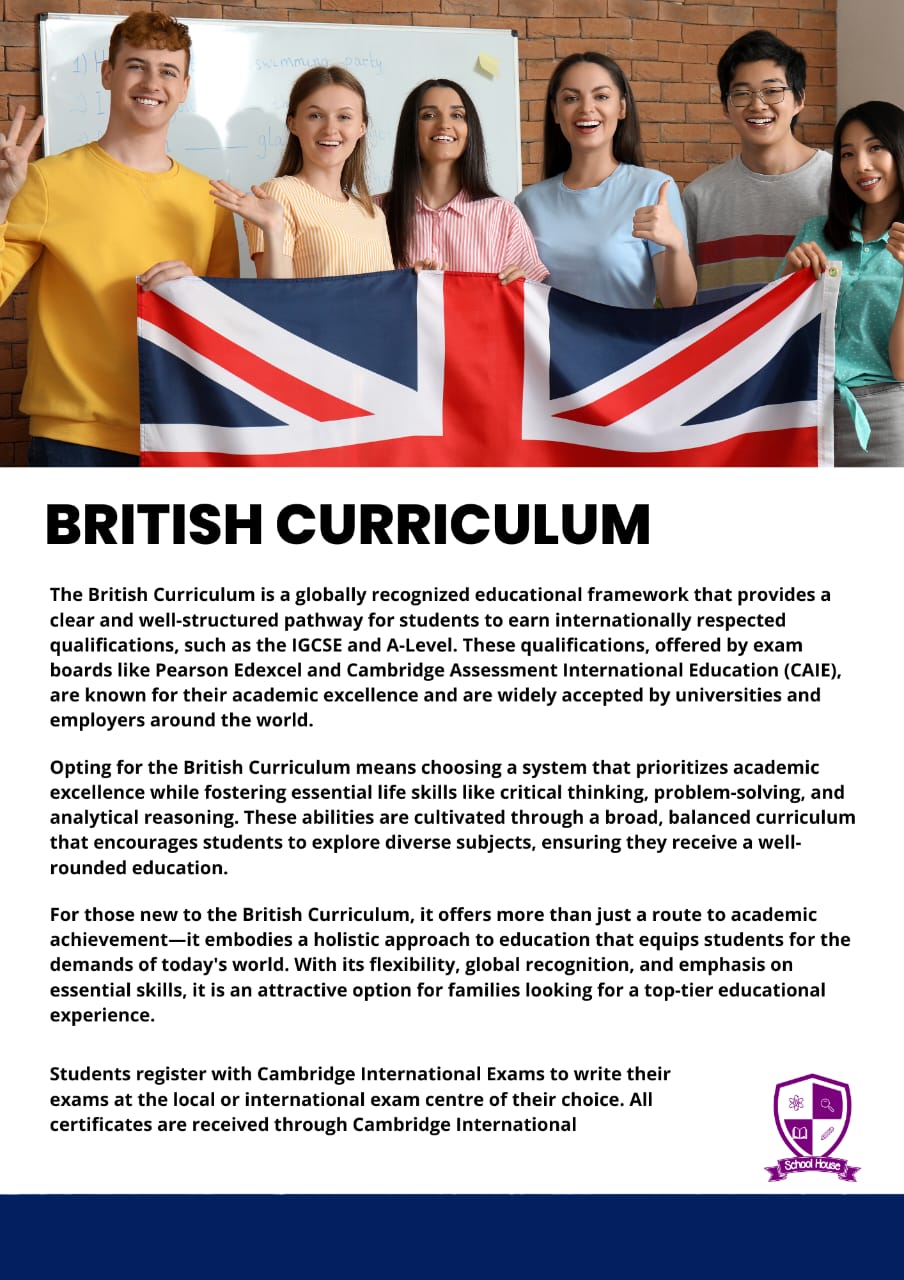 1) H
swimming party
BRITISH CURRICULUM
The British Curriculum is a globally recognized educational framework that provides a
clear and well-structured pathway for students to earn internationally respected
qualifications, such as the IGCSE and A-Level. These qualifications, offered by exam
boards like Pearson Edexcel and Cambridge Assessment International Education (CAIE),
are known for their academic excellence and are widely accepted by universities and
employers around the world.
Opting for the British Curriculum means choosing a system that prioritizes academic
excellence while fostering essential life skills like critical thinking, problem-solving, and
analytical reasoning. These abilities are cultivated through a broad, balanced curriculum
that encourages students to explore diverse subjects, ensuring they receive a well-
rounded education.
For those new to the British Curriculum, it offers more than just a route to academic
achievement—it embodies a holistic approach to education that equips students for the
demands of today's world. With its flexibility, global recognition, and emphasis on
essential skills, it is an attractive option for families looking for a top-tier educational
experience.
Students register with Cambridge International Exams to write their
exams at the local or international exam centre of their choice. All
certificates are received through Cambridge International
School House